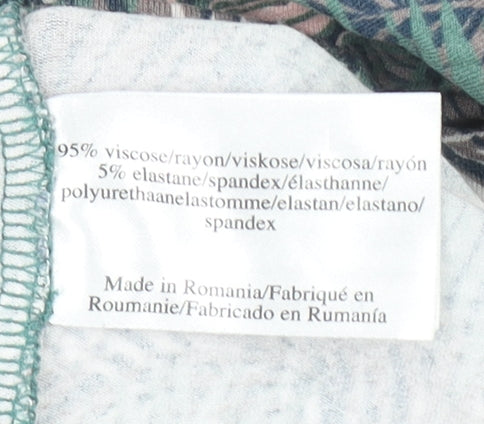 95% viscose/rayon/viskose/viscosa/rayón
5% elastane/spandex/élasthanne/
polyurethaanelastomme/elastan/elastano/
spandex
Made in Romania/Fabriqué en
Roumanie/Fabricado en Rumanía